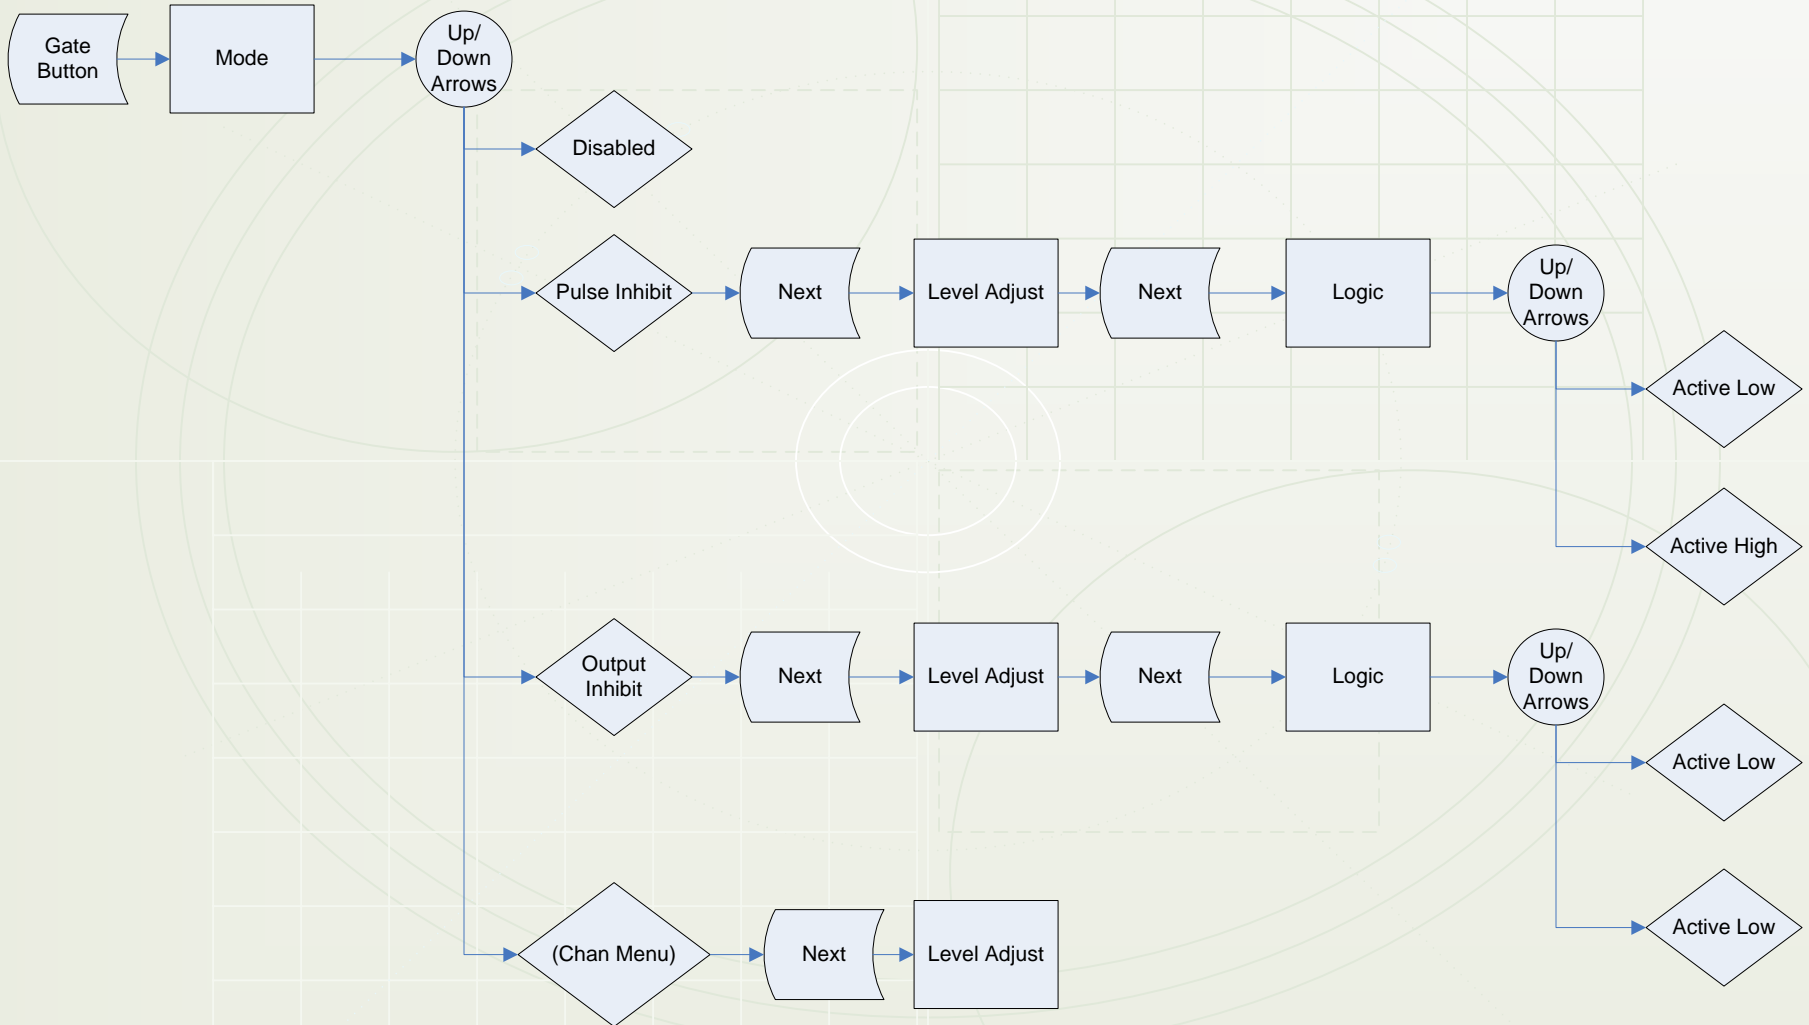 Gate
Button
Mode
Up/
Down
Arrows
Disabled
Pulse Inhibit
Next
Level Adjust
Next
Logic
Up/
Down
Arrows
Active Low
Active High
Output
Inhibit
Next
Level Adjust
Next
Logic
Up/
Down
Arrows
Active Low
Active Low
(Chan Menu)
Next
Level Adjust